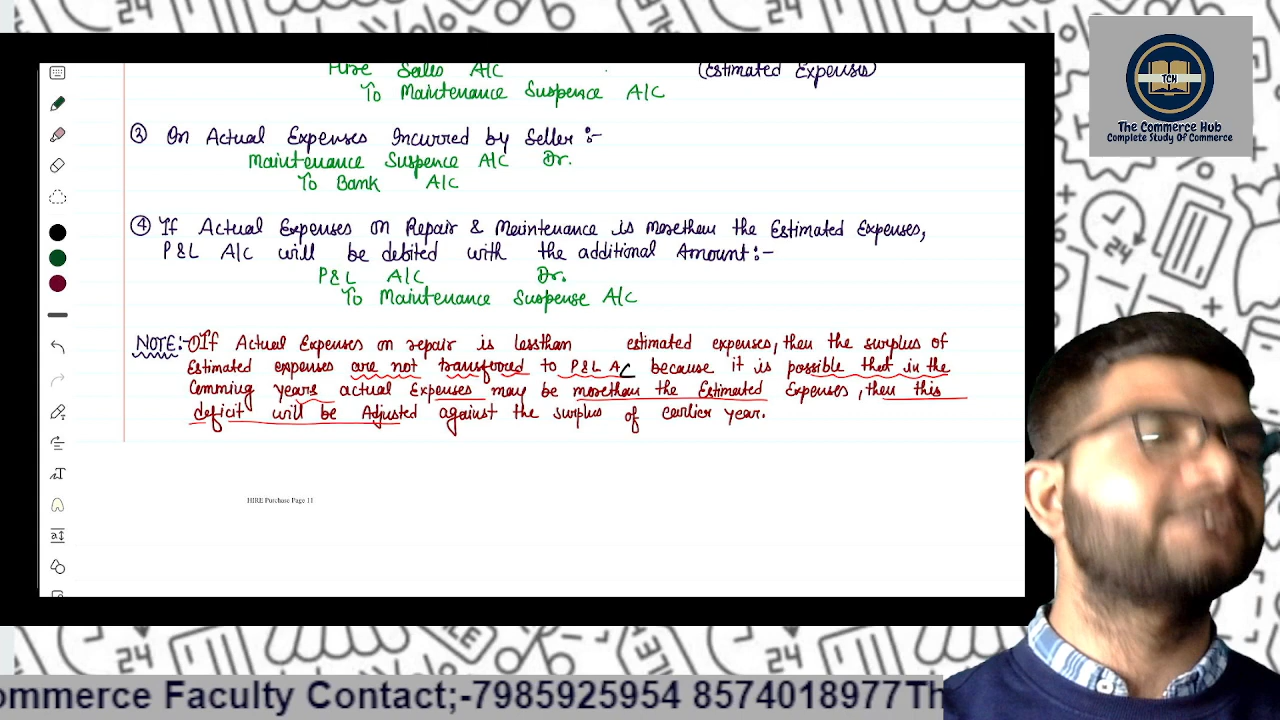 Hire Sales A/C
(Estimated Expenses)
To Maintenance Suspence A/C
③ On Actual Expenses Incurred by Seller :-
Maintenance Suspence A/C Dr.
To Bank A/C
④ If Actual Expenses on Repair & Maintenance is morethem the Estimated Expenses,
P&L A/C will be debited with the additional Amount :-
P&L A/C Dr.
To Maintenance Suspense A/C
NOTE:- ① If Actual Expenses on repair is lessthan estimated expenses, then the surplus of
Estimated expenses are not transfered to P&L AC because it is possible that in the
Comming years actual Expenses may be morethan the Estimated Expenses, then this
deficit will be Adjusted against the surplus of earlier year.
HIRE Purchase Page 11
TCH
The Commerce Hub
Complete Study Of Commerce
ommerce Faculty Contact;-7985925954 8574018977Th